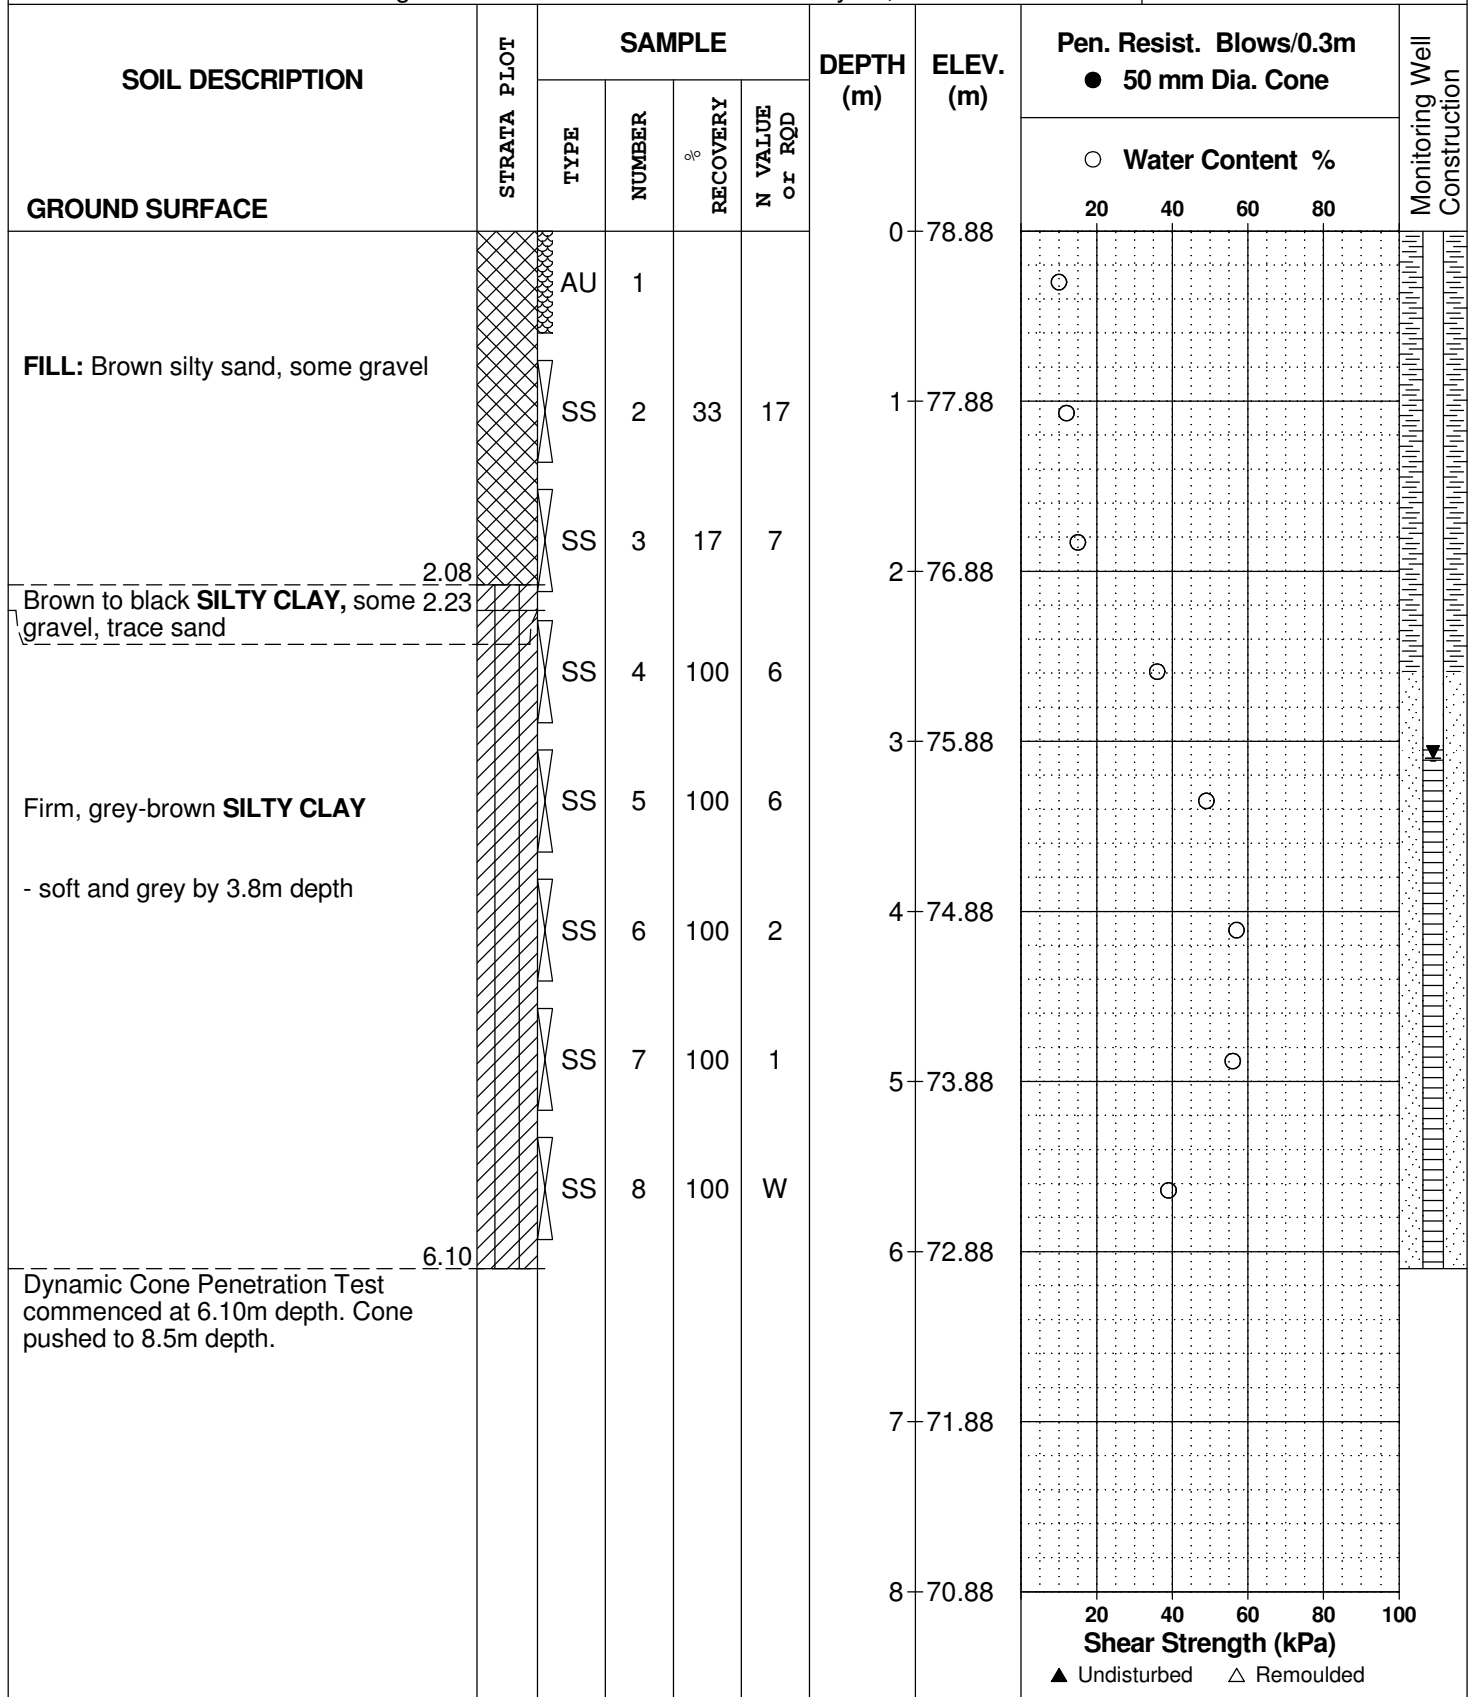 SOIL DESCRIPTION
GROUND SURFACE
STRATA PLOT
SAMPLE
TYPE
NUMBER
% RECOVERY
N VALUE or RQD
DEPTH (m)
ELEV. (m)
Pen. Resist. Blows/0.3m
● 50 mm Dia. Cone
○ Water Content %
20 40 60 80
Monitoring Well Construction
0 78.88
AU 1
FILL: Brown silty sand, some gravel
1 77.88
SS 2 33 17
SS 3 17 7
2.08
2 76.88
Brown to black SILTY CLAY, some 2.23
gravel, trace sand
SS 4 100 6
3 75.88
Firm, grey-brown SILTY CLAY
SS 5 100 6
- soft and grey by 3.8m depth
4 74.88
SS 6 100 2
SS 7 100 1
5 73.88
SS 8 100 W
6.10
6 72.88
Dynamic Cone Penetration Test
commenced at 6.10m depth. Cone
pushed to 8.5m depth.
7 71.88
8 70.88
20 40 60 80 100
Shear Strength (kPa)
▲ Undisturbed △ Remoulded